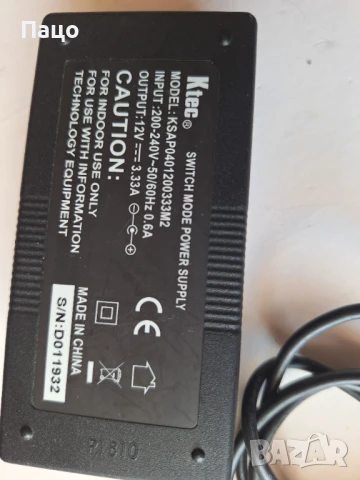 Пацо
Ktec®
SWITCH MODE POWER SUPPLY
MODEL: KSAP0401200333M2
INPUT:200-240V~50/60Hz 0.6A
OUTPUT:12V 3.33A
CAUTION:
FOR INDOOR USE ONLY
FOR USE WITH INFORMATION
TECHNOLOGY EQUIPMENT
MADE IN CHINA
S/N:D011932
CE
BAZAR